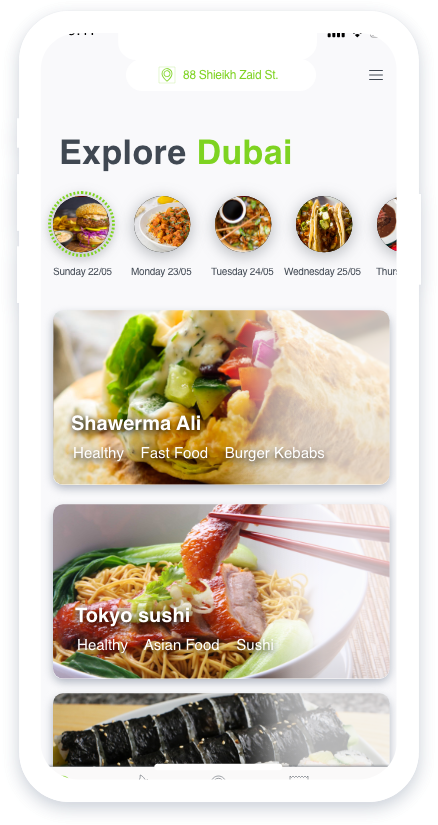 88 Shieikh Zaid St.
Explore Dubai
Sunday 22/05 Monday 23/05 Tuesday 24/05 Wednesday 25/05 Thurs
Shawerma Ali
Healthy Fast Food Burger Kebabs
Tokyo sushi
Healthy Asian Food Sushi